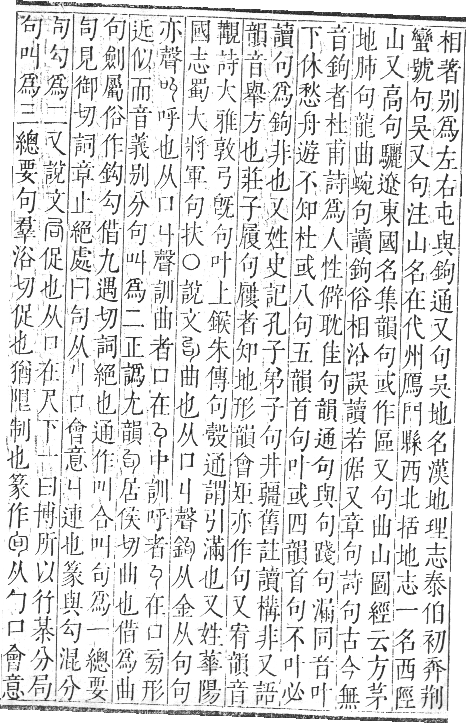 相著别爲左右屯與鉤通又句吳地名漢地理志泰伯初奔荆
蠻號句吳又句注山名在代州鴈門縣西北括地志一名西陘
山又高句驪遼東國名集韻句或作區又句曲山圖經云方茅
地肺句龍曲蜿句讀鉤俗相沿誤讀若倨又章句詩句古今無
音鉤者杜甫詩爲人性僻耽佳句韻通句與句踐句漏同音叶
下休愁舟遊不知杜或八句五韻首句叶或四韻首句不叶必
讀句爲鉤非也又姓史記孔子弟子句井疆舊註讀構非又語
韻音舉方也莊子履句屨者知地形韻會矩亦作句又宥韻音
觀詩大雅敦弓旣句叶上鍭朱傳句彀通謂引滿也又姓華陽
國志蜀大將軍句扶〇說文句曲也从口丩聲鉤从金从句句
亦聲叫呼也从口丩聲訓曲者口在丩中訓呼者丩在口旁形
近似而音義别分句叫爲二正譌尤韻句居侯切曲也借爲曲
句劍屬俗作鉤勾借九遇切詞絕也通作叫合叫句爲一總要
句見御切詞章止絕處曰句从丩口會意丩連也篆與勾混分
句勾爲二又說文局促也从口在尺下一曰博所以行棊分局
句叫爲三總要句羣浴切促也猶限制也篆作从勹口會意